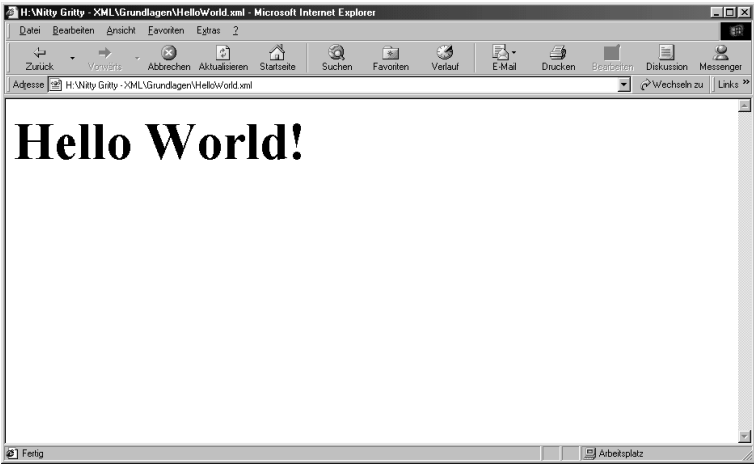 H:\Nitty Gritty - XML\Grundlagen\HelloWorld.xml - Microsoft Internet Explorer
Datei Bearbeiten Ansicht Favoriten Extras ?
Zurück Vorwärts Abbrechen Aktualisieren Startseite Suchen Favoriten Verlauf E-Mail Drucken Bearbeiten Diskussion Messenger
Adresse H:\Nitty Gritty - XML\Grundlagen\HelloWorld.xml Wechseln zu Links »
Hello World!
Fertig Arbeitsplatz